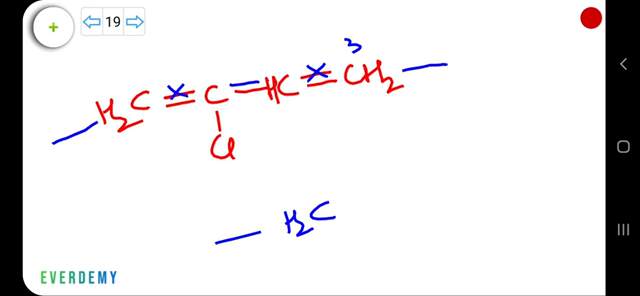 19
3
H₂C = C = HC = CH₂
Cl
H₂C
EVERDEMY